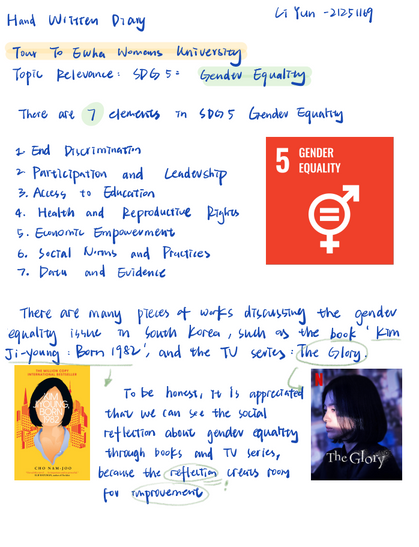 Hand Written Diary
Li Yun - 21251169
Tour To Ewha Womans University
Topic Relevance: SDG 5: Gender Equality
There are 7 elements in SDG5 Gender Equality
1. End Discrimination
2. Participation and Leadership
3. Access to Education
4. Health and Reproductive Rights
5. Economic Empowerment
6. Social Norms and Practices
7. Data and Evidence
5 GENDER
EQUALITY
There are many pieces of works discussing the gender
equality issue in South Korea, such as the book 'Kim
Ji-young: Born 1982', and the TV series: The Glory.
THE MILLION COPY
INTERNATIONAL BESTSELLER
KIM
JIYOUNG,
BORN
1982
CHO NAM-JOO
To be honest, it is appreciated
that we can see the social
reflection about gender equality
through books and TV series,
because the reflection creats room
for improvement!
N
The Glory